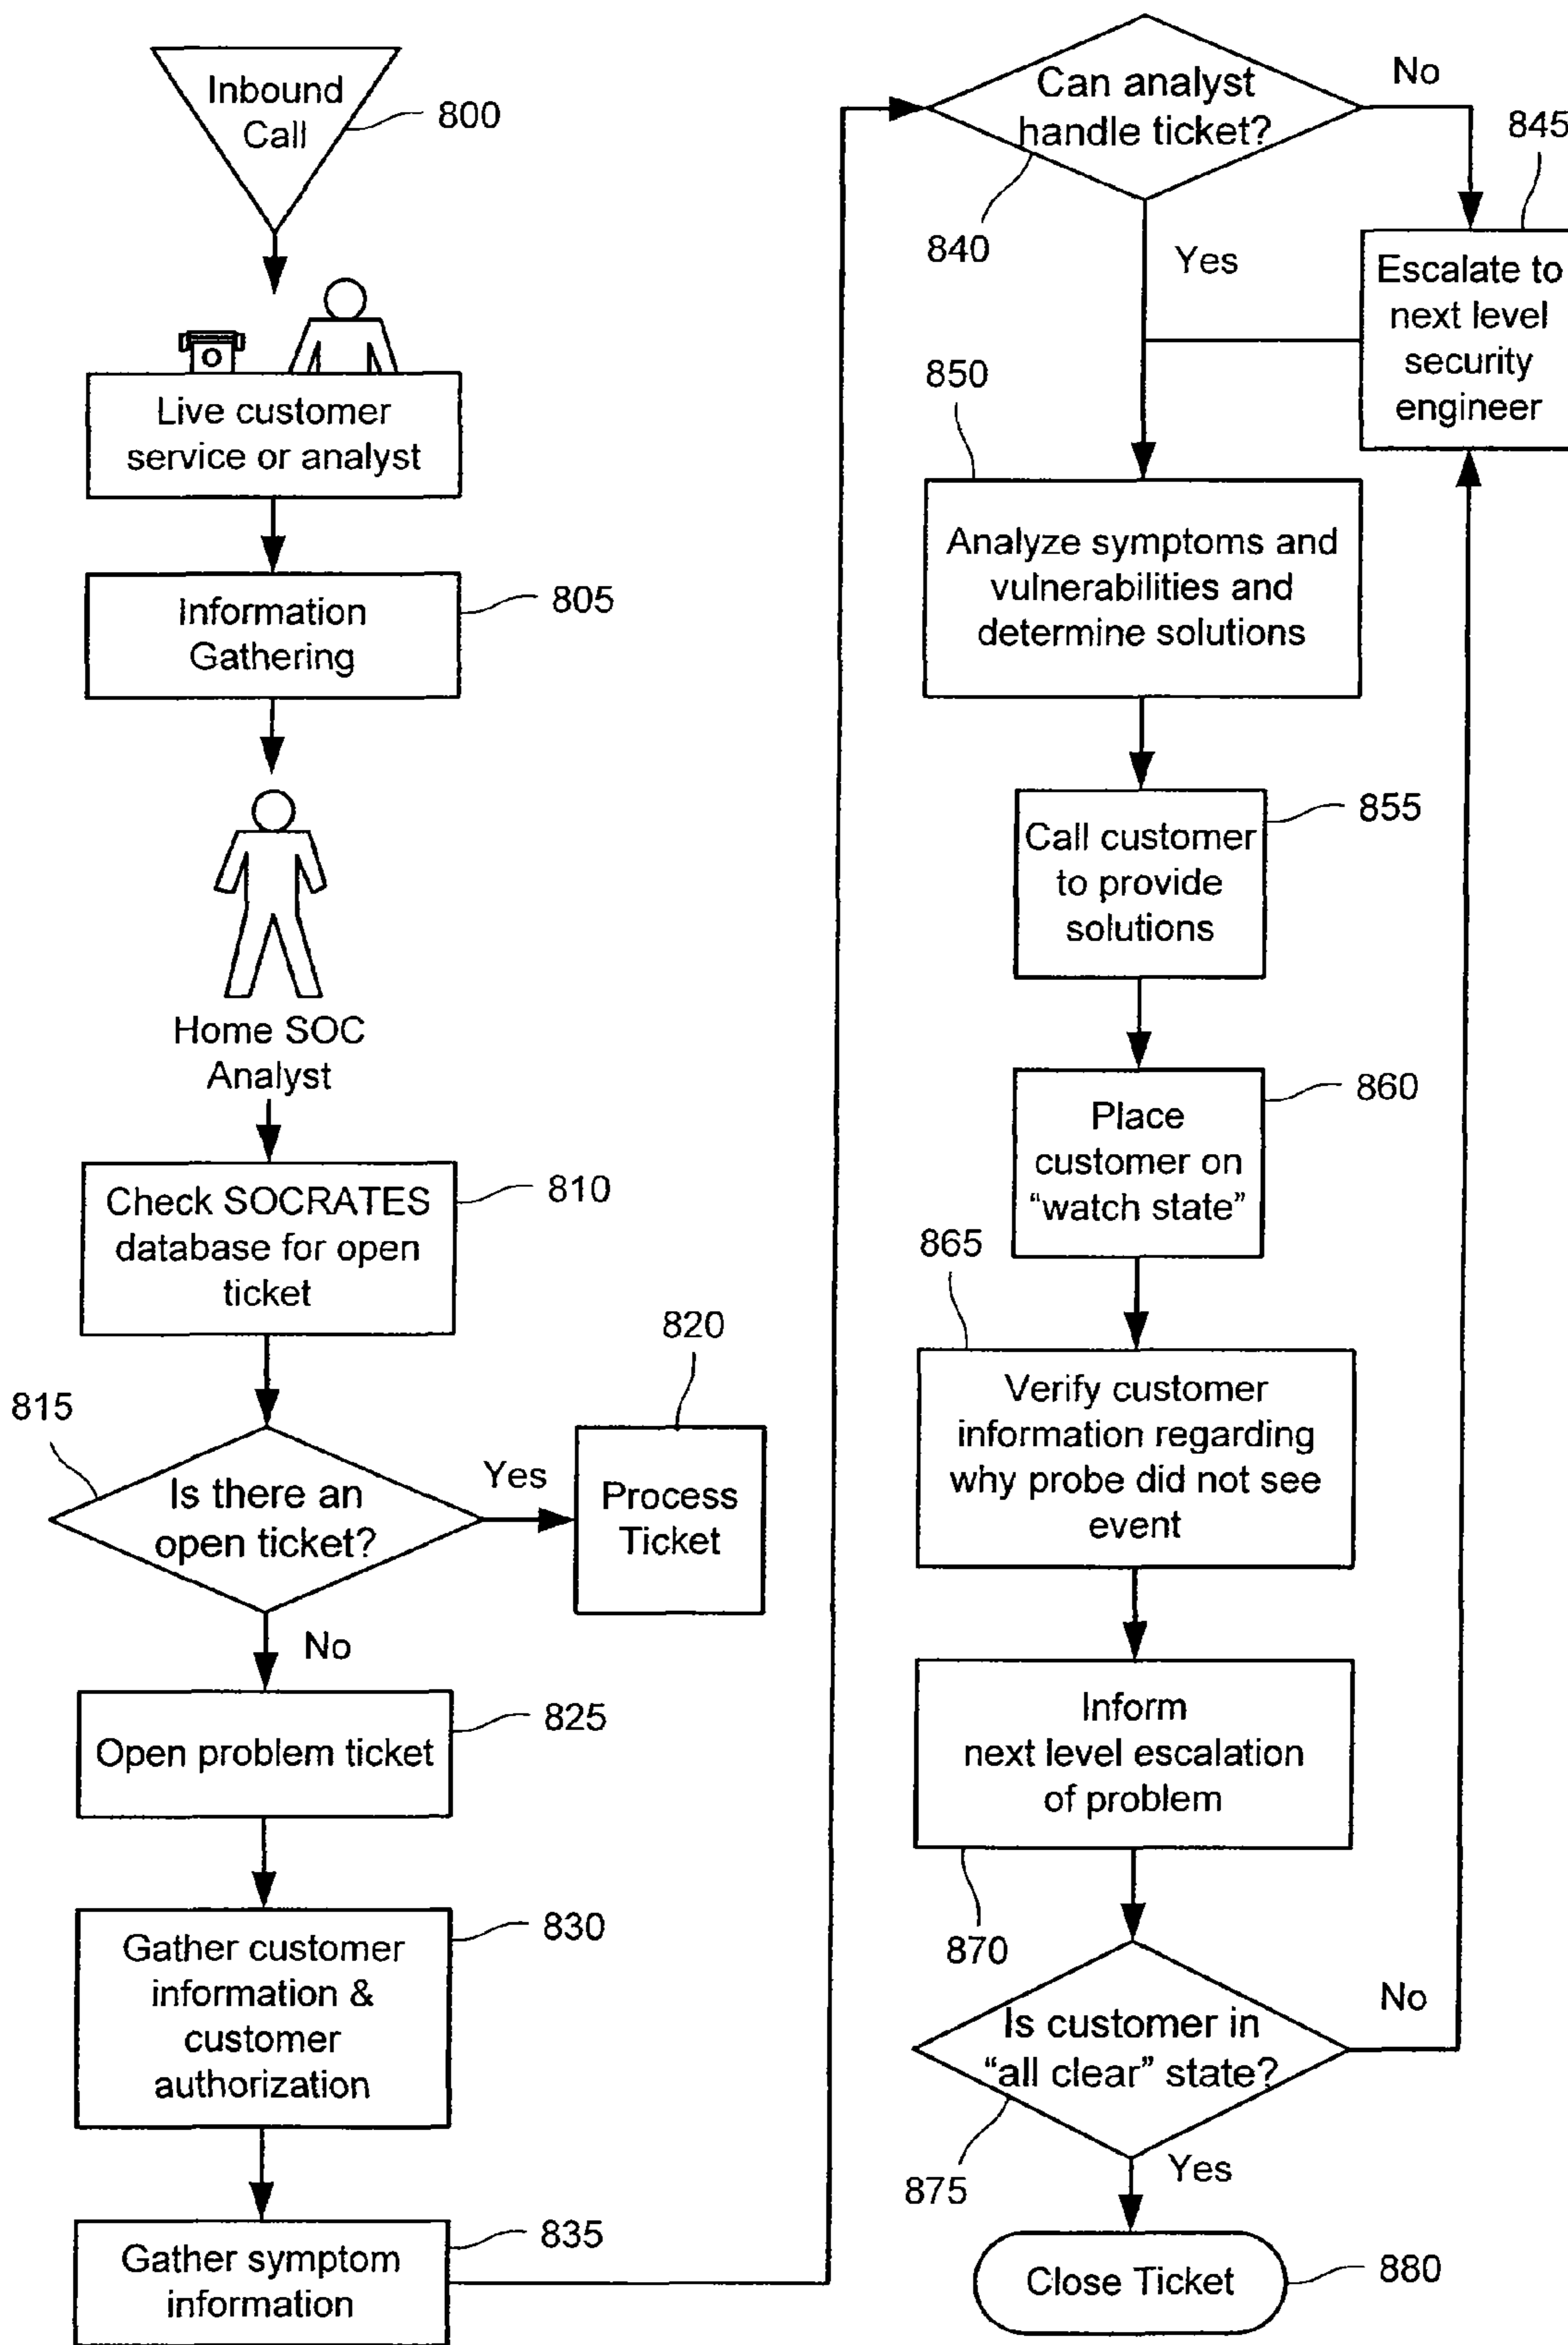 Inbound
Call
800
Live customer
service or analyst
Information
Gathering
805
Home SOC
Analyst
Check SOCRATES
database for open
ticket
810
815
Is there an
open ticket?
Yes
820
Process
Ticket
No
Open problem ticket
825
Gather customer
information &
customer
authorization
830
Gather symptom
information
835
Can analyst
handle ticket?
840
No
845
Yes
Escalate to
next level
security
engineer
850
Analyze symptoms and
vulnerabilities and
determine solutions
Call customer
to provide
solutions
855
Place
customer on
“watch state”
860
865
Verify customer
information regarding
why probe did not see
event
Inform
next level escalation
of problem
870
Is customer in
“all clear” state?
No
875
Yes
Close Ticket
880